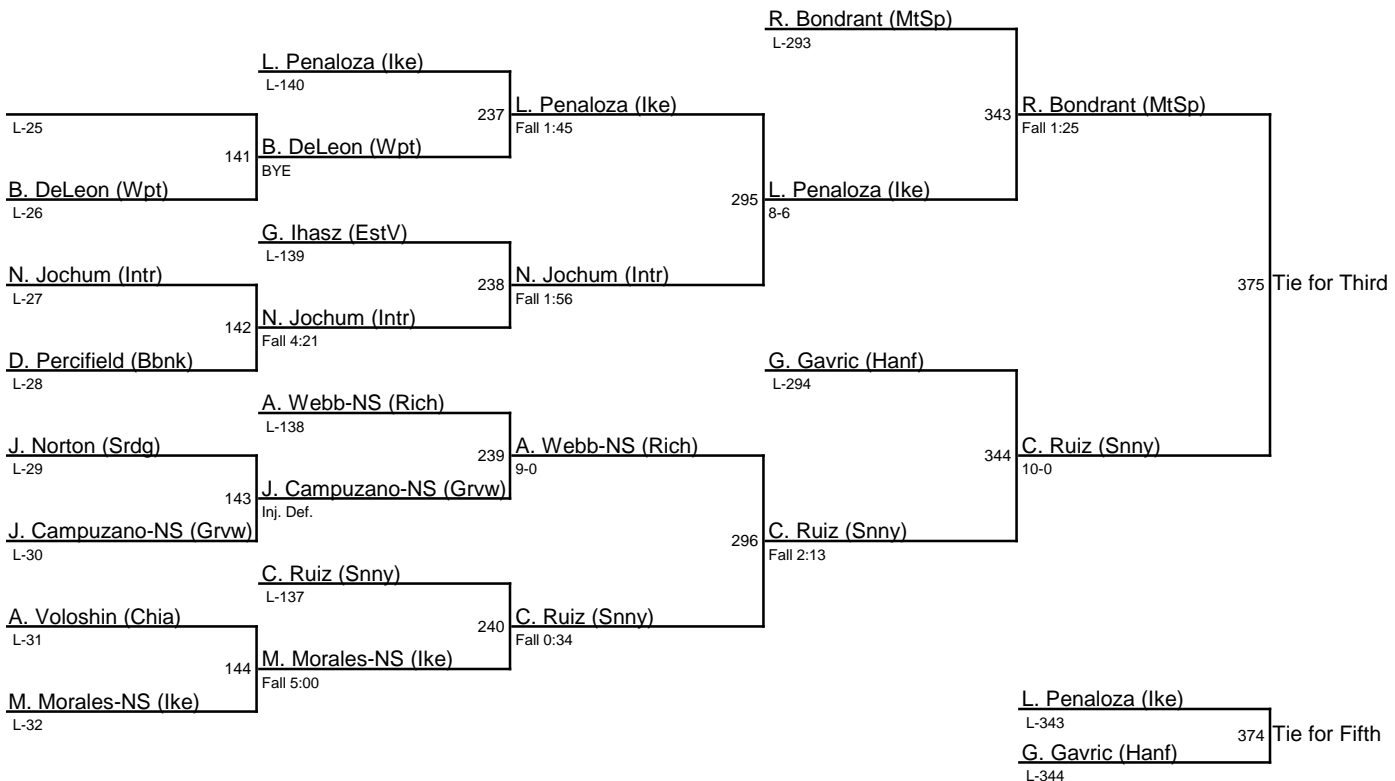 R. Bondrant (MtSp)
L-293
L. Penaloza (Ike)
L-140
237
L. Penaloza (Ike)
Fall 1:45
343
R. Bondrant (MtSp)
Fall 1:25
L-25
141
B. DeLeon (Wpt)
BYE
B. DeLeon (Wpt)
L-26
295
L. Penaloza (Ike)
8-6
G. Ihasz (EstV)
L-139
N. Jochum (Intr)
L-27
238
N. Jochum (Intr)
Fall 1:56
375
Tie for Third
142
N. Jochum (Intr)
Fall 4:21
D. Percifield (Bbnk)
L-28
G. Gavric (Hanf)
L-294
A. Webb-NS (Rich)
L-138
J. Norton (Srdg)
L-29
239
A. Webb-NS (Rich)
9-0
344
C. Ruiz (Snny)
10-0
143
J. Campuzano-NS (Grvw)
Inj. Def.
J. Campuzano-NS (Grvw)
L-30
296
C. Ruiz (Snny)
Fall 2:13
C. Ruiz (Snny)
L-137
A. Voloshin (Chia)
L-31
240
C. Ruiz (Snny)
Fall 0:34
144
M. Morales-NS (Ike)
Fall 5:00
M. Morales-NS (Ike)
L-32
L. Penaloza (Ike)
L-343
374
Tie for Fifth
G. Gavric (Hanf)
L-344